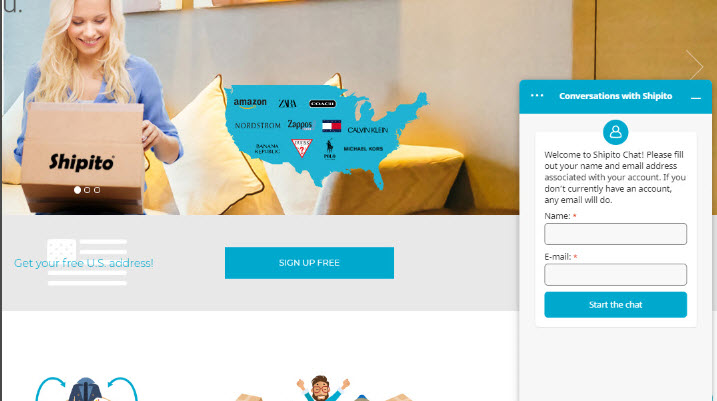 u.
amazon
ZARA
COACH
NORDSTROM
Zappos
CALVIN KLEIN
BANANA
REPUBLIC
GUESS
POLO
MICHAEL KORS
Shipito
Get your free U.S. address!
SIGN UP FREE
Conversations with Shipito
Welcome to Shipito Chat! Please fill
out your name and email address
associated with your account. If you
don't currently have an account,
any email will do.
Name: *
E-mail: *
Start the chat